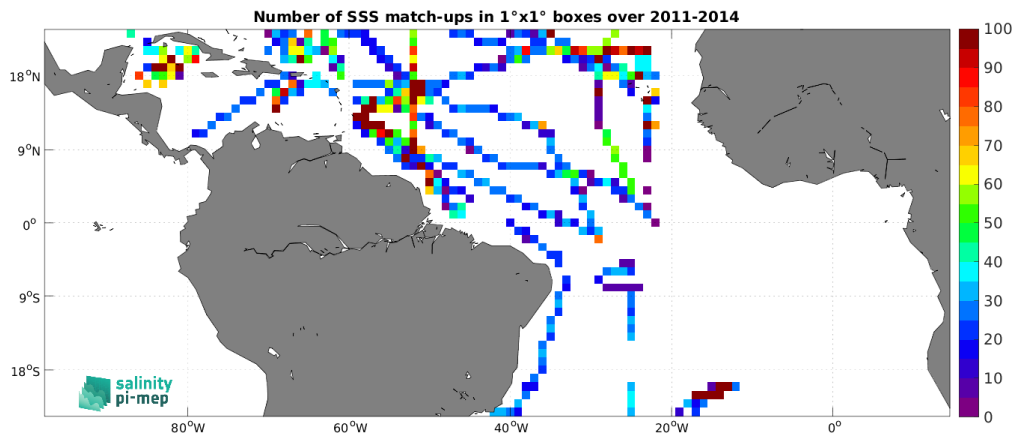 Number of SSS match-ups in 1°x1° boxes over 2011-2014
18°N
9°N
0°
9°S
18°S
80°W
60°W
40°W
20°W
0°
100
90
80
70
60
50
40
30
20
10
0
salinity
pi-mep